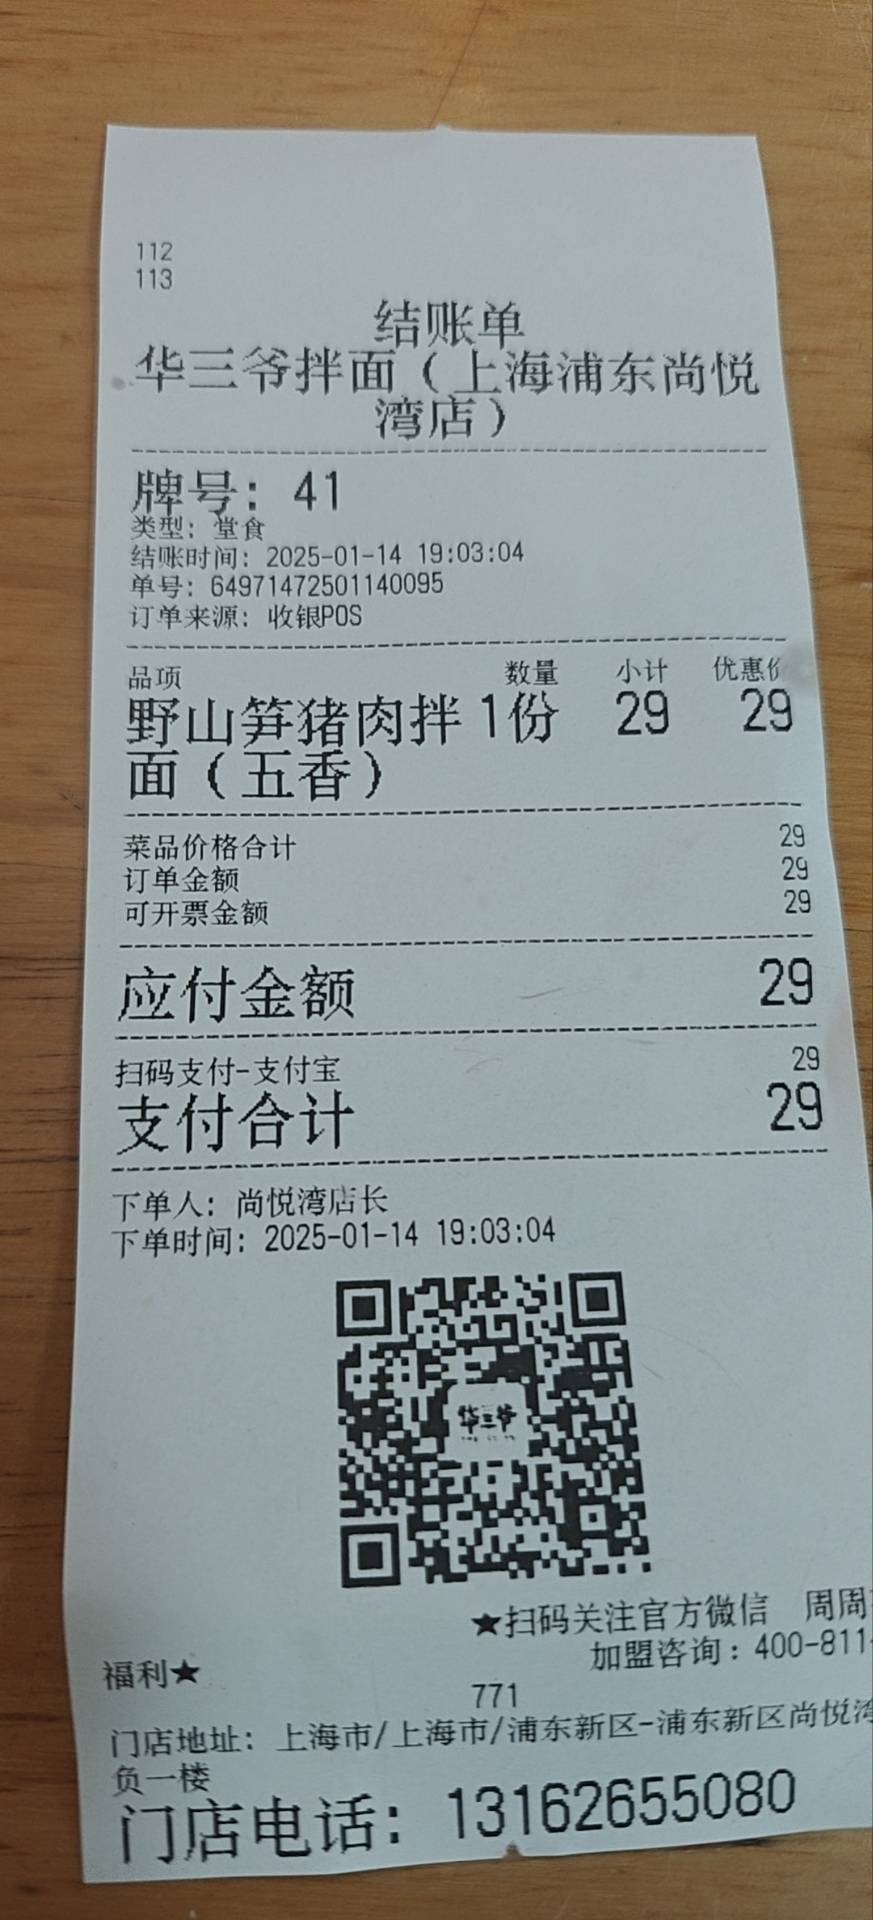 112
113
结账单
华三爷拌面（上海浦东尚悦
湾店）
牌号：41
类型：堂食
结账时间：2025-01-14 19:03:04
单号：64971472501140095
订单来源：收银POS
品项 数量 小计 优惠价
野山笋猪肉拌 1份 29 29
面（五香）
菜品价格合计 29
订单金额 29
可开票金额 29
应付金额 29
扫码支付-支付宝 29
支付合计 29
下单人：尚悦湾店长
下单时间：2025-01-14 19:03:04
华三爷
★扫码关注官方微信 周周
福利★
加盟咨询：400-811-
771
门店地址：上海市/上海市/浦东新区-浦东新区尚悦湾
负一楼
门店电话：13162655080